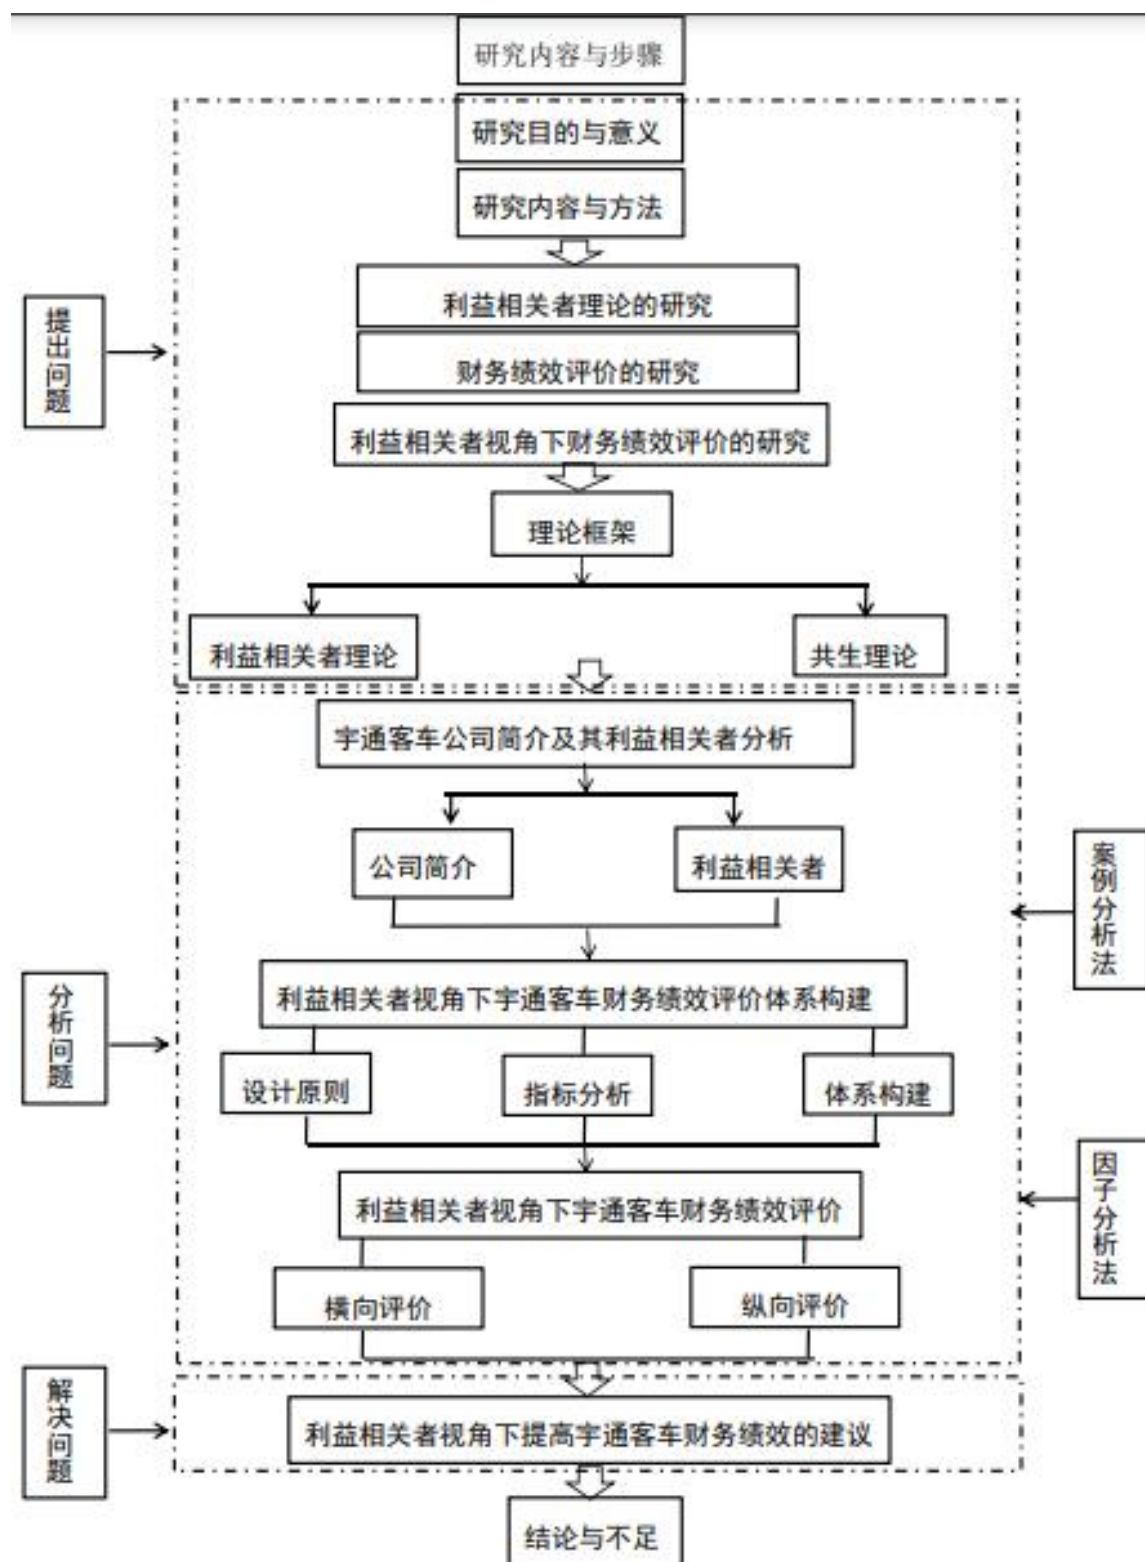 研究内容与步骤
研究目的与意义
研究内容与方法
利益相关者理论的研究
提出问题
财务绩效评价的研究
利益相关者视角下财务绩效评价的研究
理论框架
利益相关者理论
共生理论
宇通客车公司简介及其利益相关者分析
公司简介
利益相关者
案例分析法
利益相关者视角下宇通客车财务绩效评价体系构建
分析问题
设计原则
指标分析
体系构建
利益相关者视角下宇通客车财务绩效评价
因子分析法
横向评价
纵向评价
解决问题
利益相关者视角下提高宇通客车财务绩效的建议
结论与不足